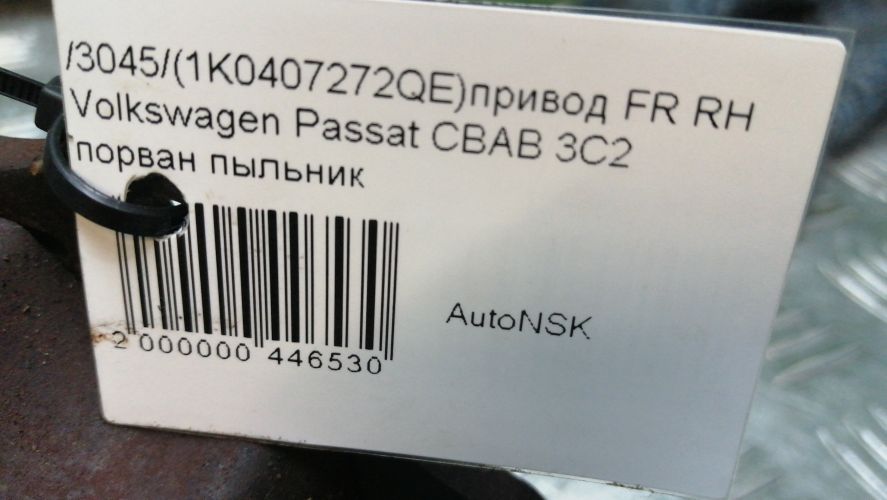 /3045/(1K0407272QE)привод FR RH
Volkswagen Passat CBAB 3C2
порван пыльник
AutoNSK
2 000000 446530